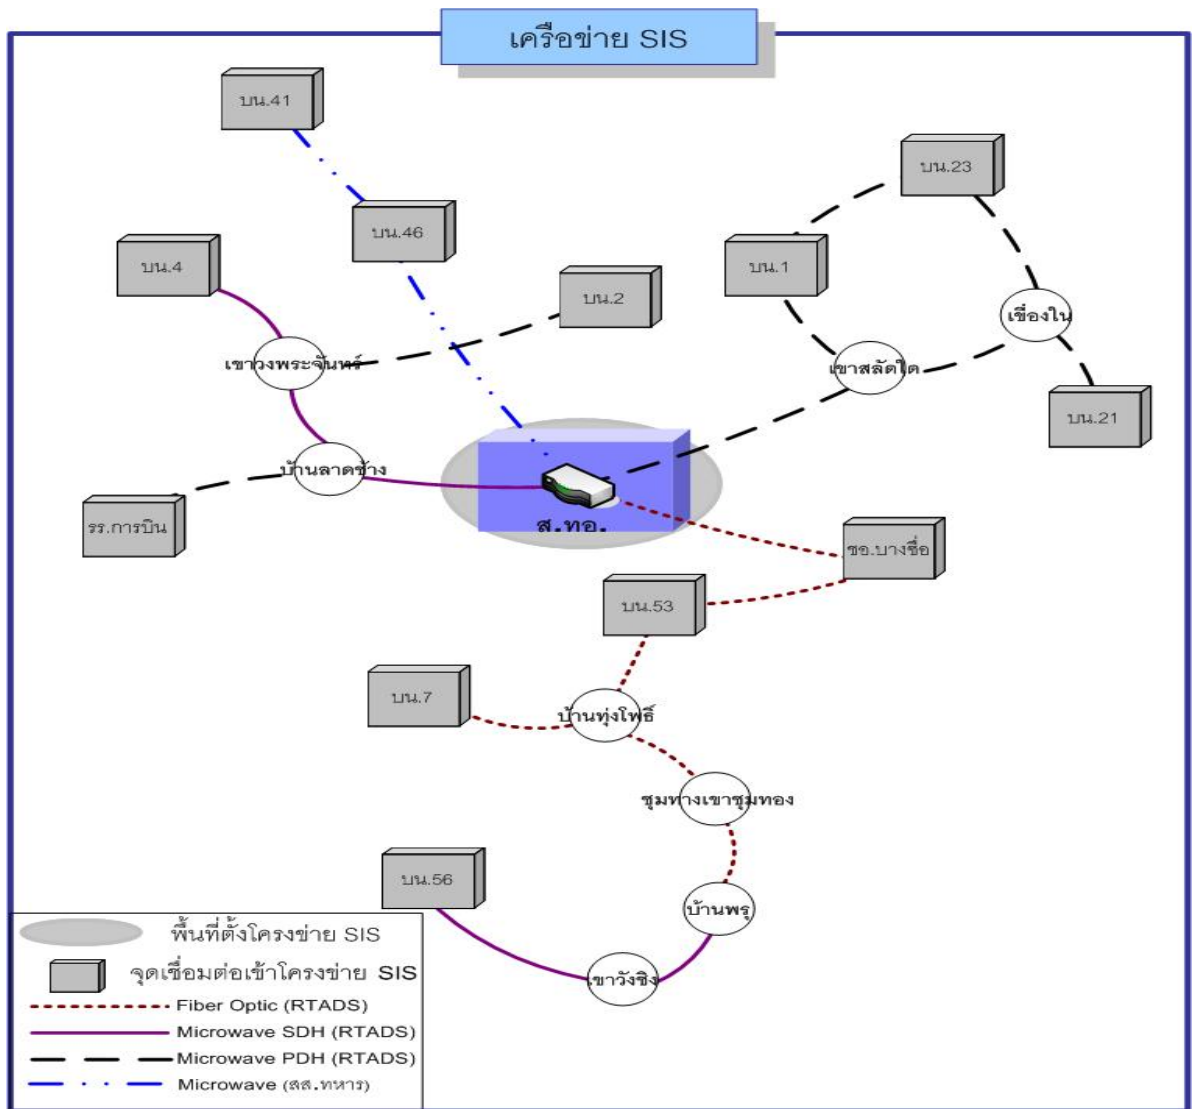 เครือข่าย SIS
บน.41
บน.23
บน.46
บน.4
บน.1
บน.2
เขื่องใน
เขาวงพระจันทร์
เขาสลัดใด
บน.21
บ้านลาดช้าง
รร.การบิน
ส.ทอ.
ชอ.บางซื่อ
บน.53
บน.7
บ้านทุ่งโพธิ์
ชุมทางเขาชุมทอง
บน.56
บ้านพรุ
เขาวังชิง
พื้นที่ตั้งโครงข่าย SIS
จุดเชื่อมต่อเข้าโครงข่าย SIS
Fiber Optic (RTADS)
Microwave SDH (RTADS)
Microwave PDH (RTADS)
Microwave (สส.ทหาร)